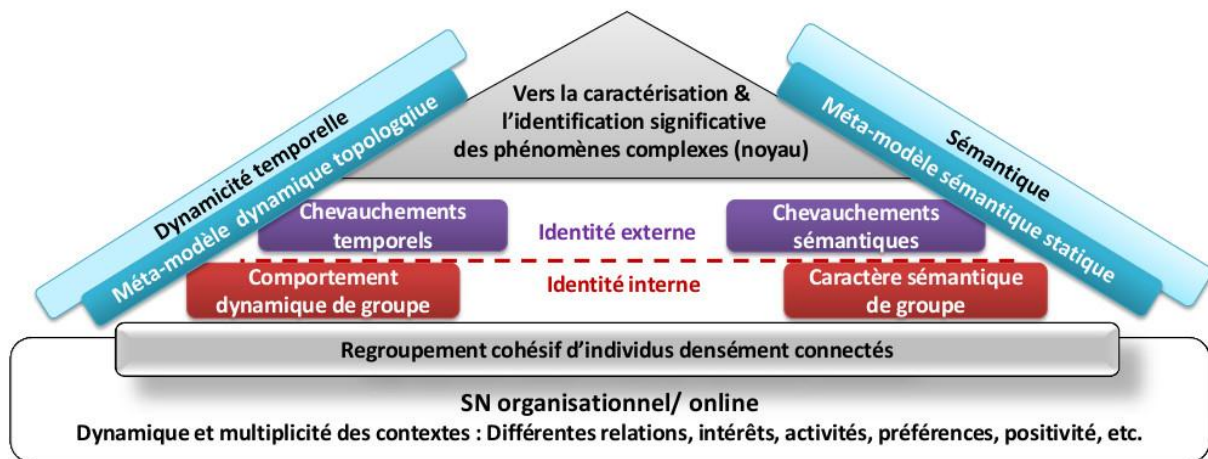 Vers la caractérisation &
l'identification significative
des phénomènes complexes (noyau)
Dynamicité temporelle
Méta-modèle dynamique topologqiue
Sémantique
Méta-modèle sémantique statique
Chevauchements
temporels
Identité externe
Chevauchements
sémantiques
Comportement
dynamique de groupe
Identité interne
Caractère sémantique
de groupe
Regroupement cohésif d'individus densément connectés
SN organisationnel/ online
Dynamique et multiplicité des contextes : Différentes relations, intérêts, activités, préférences, positivité, etc.